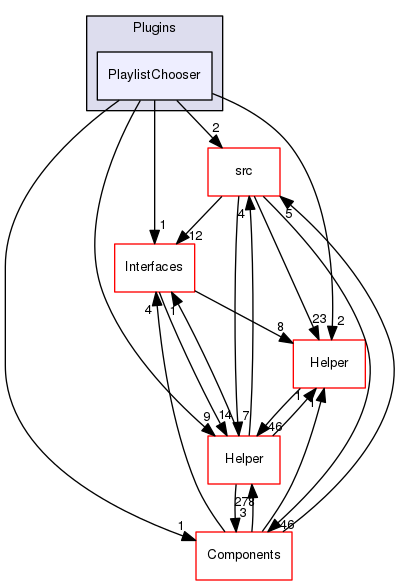 Plugins
PlaylistChooser
2
src
4
5
1
12
Interfaces
4
1
8
23
2
Helper
1
1
9
14
7
46
Helper
278
3
1
46
Components